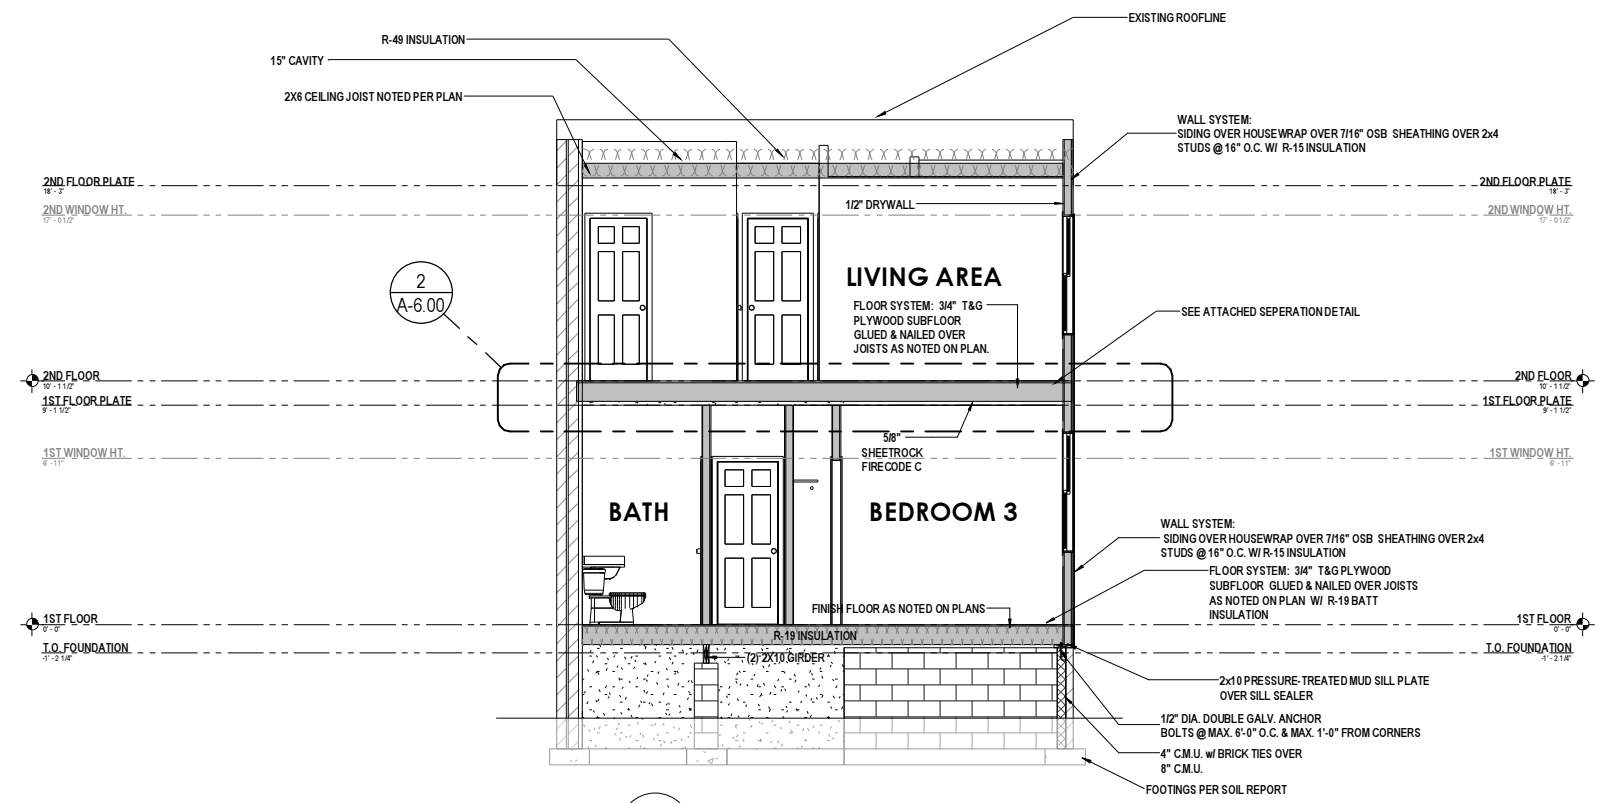 EXISTING ROOFLINE
R-49 INSULATION
15" CAVITY
2X6 CEILING JOIST NOTED PER PLAN
WALL SYSTEM:
SIDING OVER HOUSEWRAP OVER 7/16" OSB SHEATHING OVER 2x4
STUDS @ 16" O.C. W/ R-15 INSULATION
2ND FLOOR PLATE
18' - 3"
2ND FLOOR PLATE
18' - 3"
1/2" DRYWALL
2ND WINDOW HT.
17' - 0 1/2"
2ND WINDOW HT.
17' - 0 1/2"
LIVING AREA
2
A-6.00
FLOOR SYSTEM: 3/4" T&G
PLYWOOD SUBFLOOR
GLUED & NAILED OVER
JOISTS AS NOTED ON PLAN.
SEE ATTACHED SEPERATION DETAIL
2ND FLOOR
10' - 1 1/2"
2ND FLOOR
10' - 1 1/2"
1ST FLOOR PLATE
9' - 1 1/2"
1ST FLOOR PLATE
9' - 1 1/2"
5/8"
SHEETROCK
FIRECODE C
1ST WINDOW HT.
6' - 11"
1ST WINDOW HT.
6' - 11"
BATH
BEDROOM 3
WALL SYSTEM:
SIDING OVER HOUSEWRAP OVER 7/16" OSB SHEATHING OVER 2x4
STUDS @ 16" O.C. W/ R-15 INSULATION
FLOOR SYSTEM: 3/4" T&G PLYWOOD
SUBFLOOR GLUED & NAILED OVER JOISTS
AS NOTED ON PLAN W/ R-19 BATT
INSULATION
FINISH FLOOR AS NOTED ON PLANS
1ST FLOOR
0' - 0"
1ST FLOOR
0' - 0"
R-19 INSULATION
T.O. FOUNDATION
-1' - 2 1/4"
T.O. FOUNDATION
-1' - 2 1/4"
(2) 2X10 GIRDER
2x10 PRESSURE-TREATED MUD SILL PLATE
OVER SILL SEALER
1/2" DIA. DOUBLE GALV. ANCHOR
BOLTS @ MAX. 6'-0" O.C. & MAX. 1'-0" FROM CORNERS
4" C.M.U. w/ BRICK TIES OVER
8" C.M.U.
FOOTINGS PER SOIL REPORT